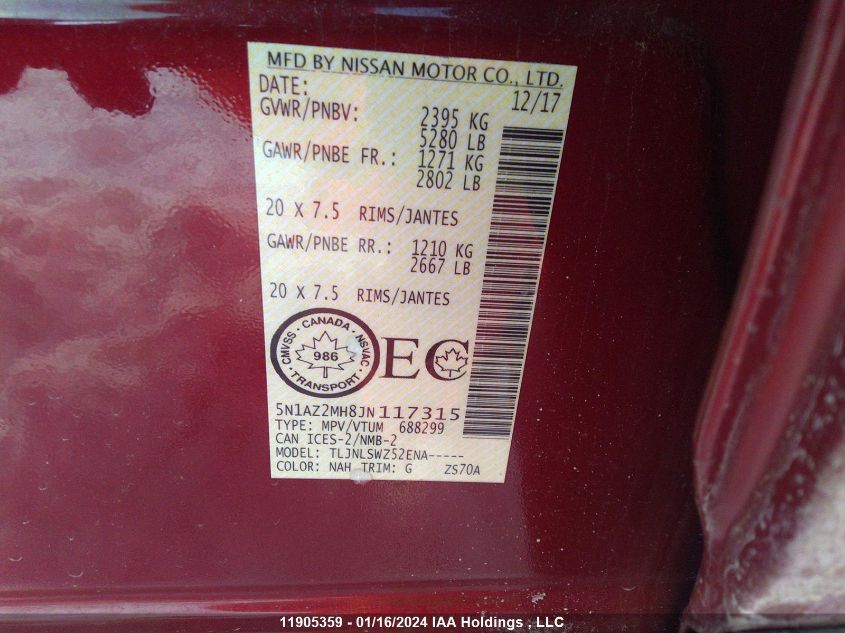 MFD BY NISSAN MOTOR CO., LTD.
DATE: 12/17
GVWR/PNBV: 2395 KG
5280 LB
GAWR/PNBE FR.: 1271 KG
2802 LB
20 X 7.5 RIMS/JANTES
GAWR/PNBE RR.: 1210 KG
2667 LB
20 X 7.5 RIMS/JANTES
CMVSS · CANADA · NSVAC
986
· TRANSPORT ·
EC
5N1AZ2MH8JN117315
TYPE: MPV/VTUM 688299
CAN ICES-2/NMB-2
MODEL: TLJNLSWZ52ENA-----
COLOR: NAH TRIM: G ZS70A
11905359 - 01/16/2024 IAA Holdings , LLC